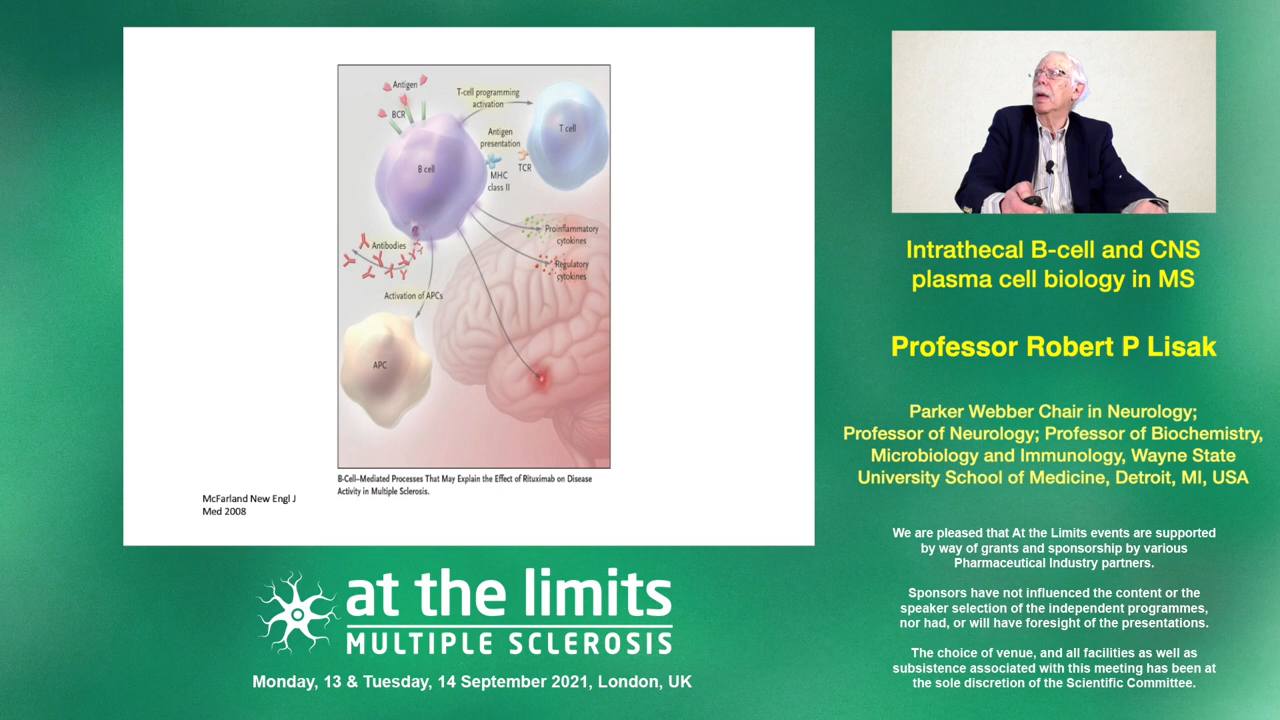 Antigen
BCR
T-cell programming
activation
T cell
Antigen
presentation
TCR
MHC
class II
B cell
Proinflammatory
cytokines
Antibodies
Regulatory
cytokines
Activation of APCs
APC
B-Cell–Mediated Processes That May Explain the Effect of Rituximab on Disease
Activity in Multiple Sclerosis.
McFarland New Engl J
Med 2008
at the limits
MULTIPLE SCLEROSIS
Monday, 13 & Tuesday, 14 September 2021, London, UK
Intrathecal B-cell and CNS
plasma cell biology in MS
Professor Robert P Lisak
Parker Webber Chair in Neurology;
Professor of Neurology; Professor of Biochemistry,
Microbiology and Immunology, Wayne State
University School of Medicine, Detroit, MI, USA
We are pleased that At the Limits events are supported
by way of grants and sponsorship by various
Pharmaceutical Industry partners.
Sponsors have not influenced the content or the
speaker selection of the independent programmes,
nor had, or will have foresight of the presentations.
The choice of venue, and all facilities as well as
subsistence associated with this meeting has been at
the sole discretion of the Scientific Committee.